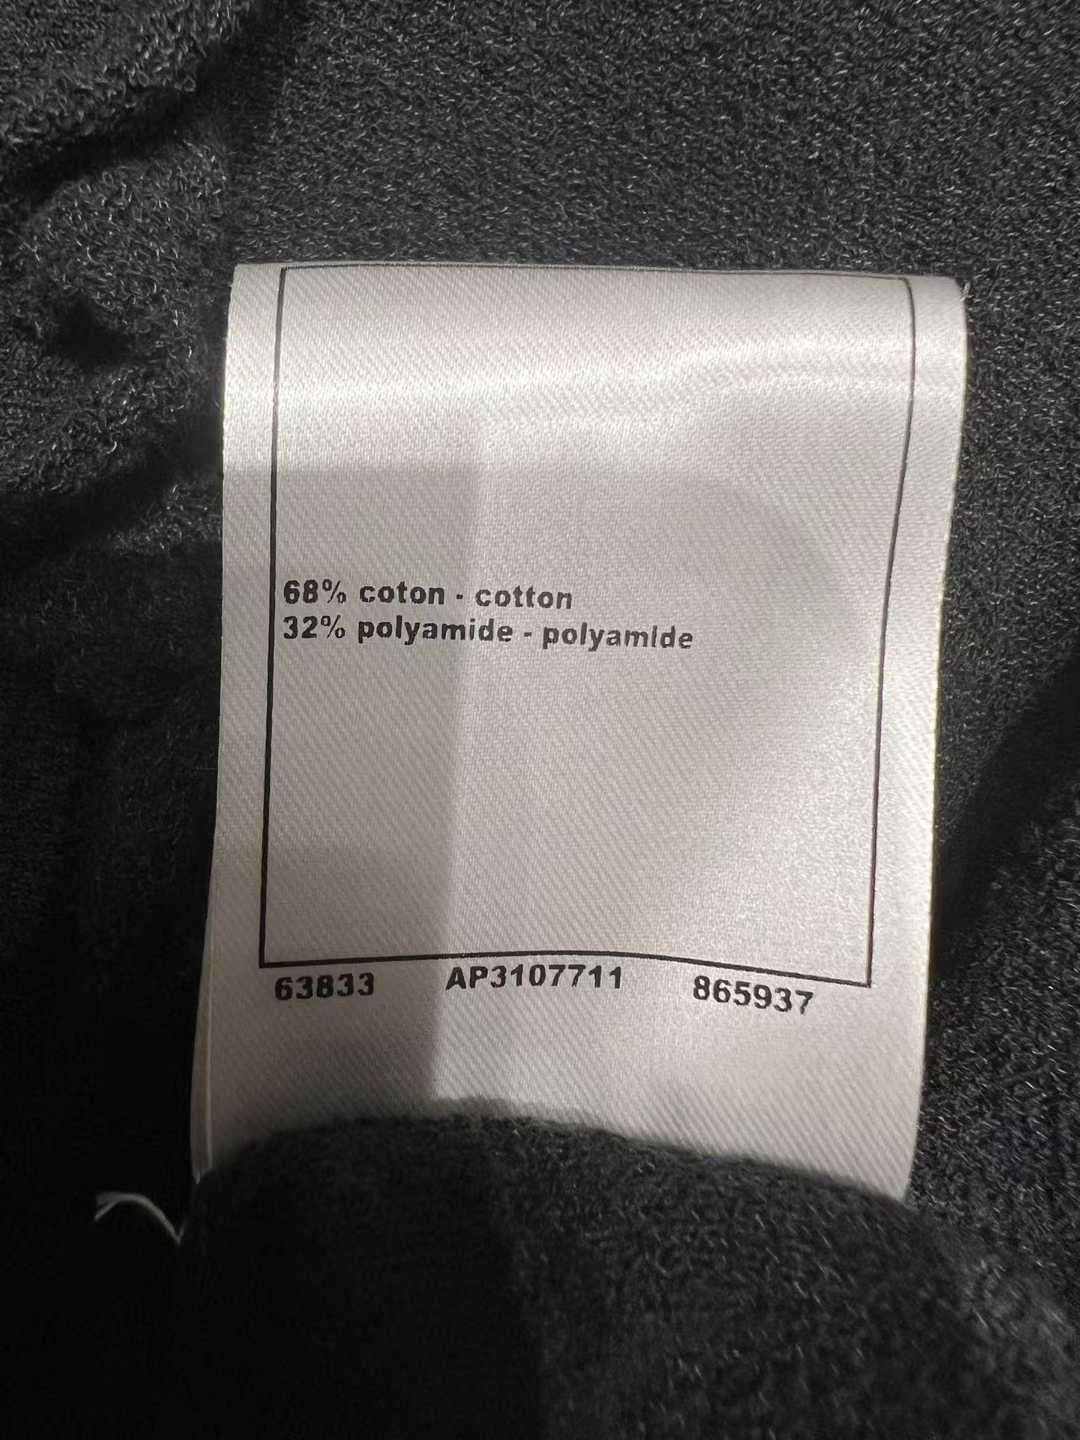 68% coton - cotton
32% polyamide - polyamide
63833 AP3107711 865937